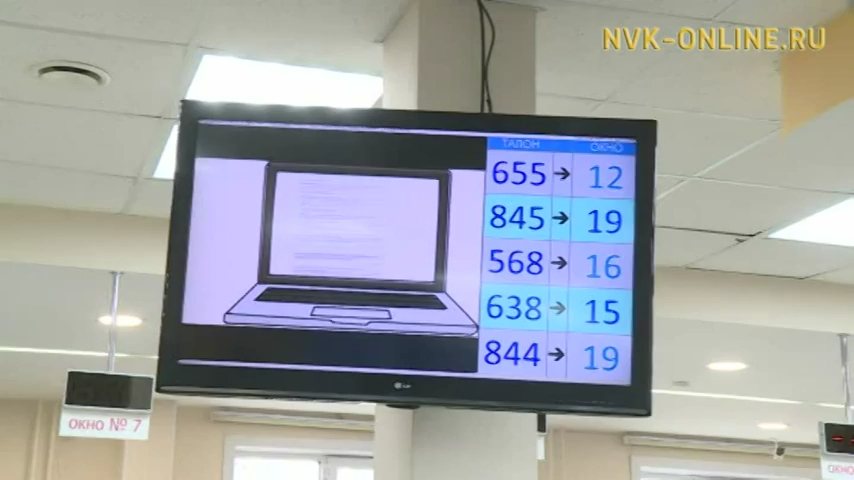 NVK-ONLINE.RU
ТАЛОН ОКНО
655 → 12
845 → 19
568 → 16
638 → 15
844 → 19
LG
ОКНО № 7
ОКНО